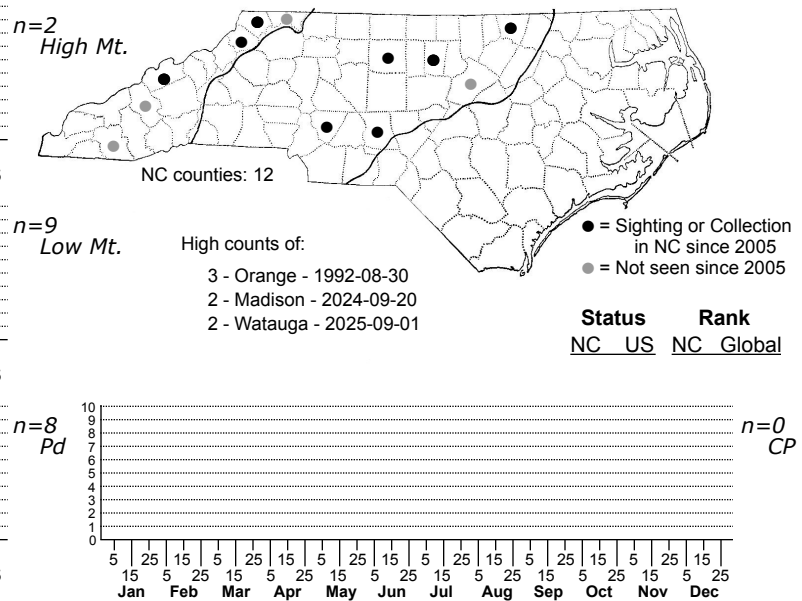 n=2
High Mt.
NC counties: 12
n=9
Low Mt.
High counts of:
3 - Orange - 1992-08-30
2 - Madison - 2024-09-20
2 - Watauga - 2025-09-01
= Sighting or Collection
in NC since 2005
= Not seen since 2005
Status Rank
NC US NC Global
n=8
Pd
10
9
8
7
6
5
4
3
2
1
0
n=0
CP
5 25 15 5 25 15 5 25 15 5 25 15 5 25 15 5 25 15
15 5 25 15 5 25 15 5 25 15 5 25 15 5 25 15 5 25
Jan Feb Mar Apr May Jun Jul Aug Sep Oct Nov Dec